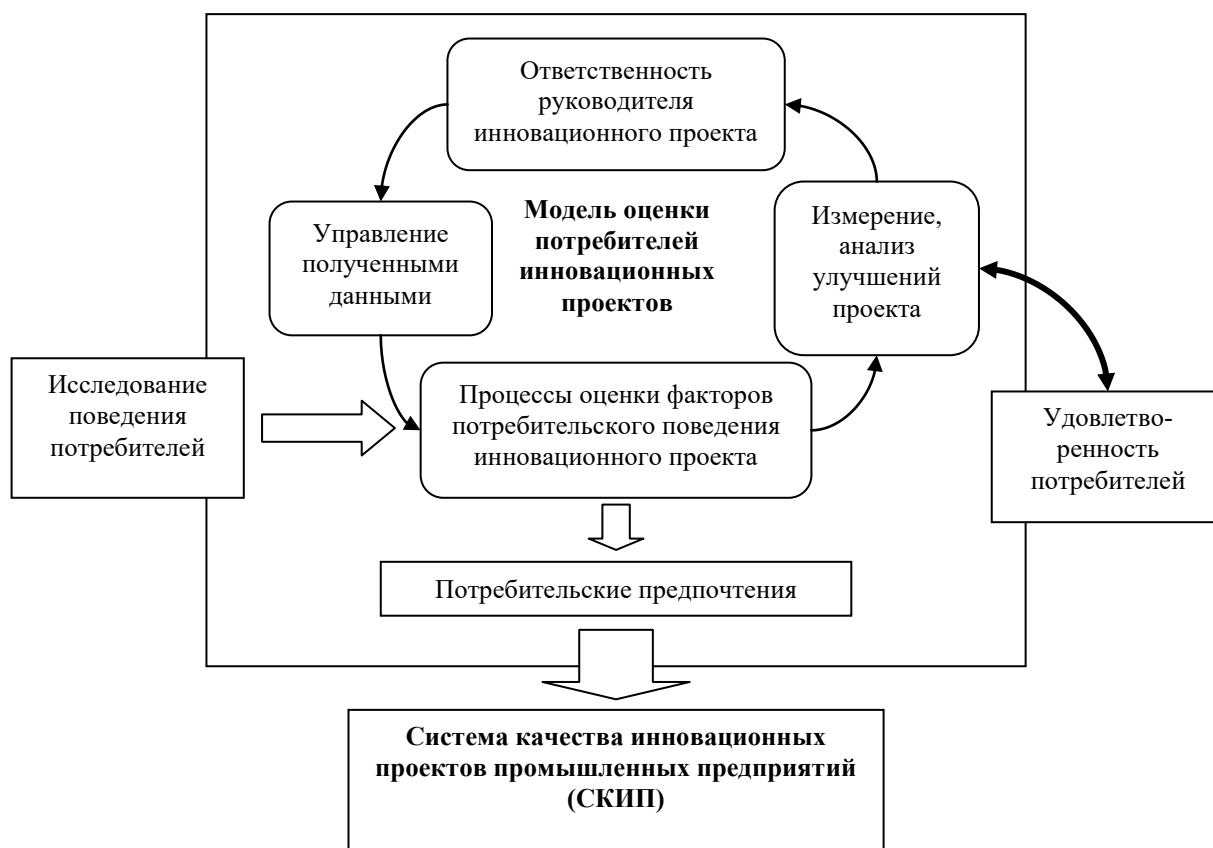 Ответственность
руководителя
инновационного проекта
Управление
полученными
данными
Модель оценки
потребителей
инновационных
проектов
Измерение,
анализ
улучшений
проекта
Исследование
поведения
потребителей
Процессы оценки факторов
потребительского поведения
инновационного проекта
Удовлетво-
ренность
потребителей
Потребительские предпочтения
Система качества инновационных
проектов промышленных предприятий
(СКИП)